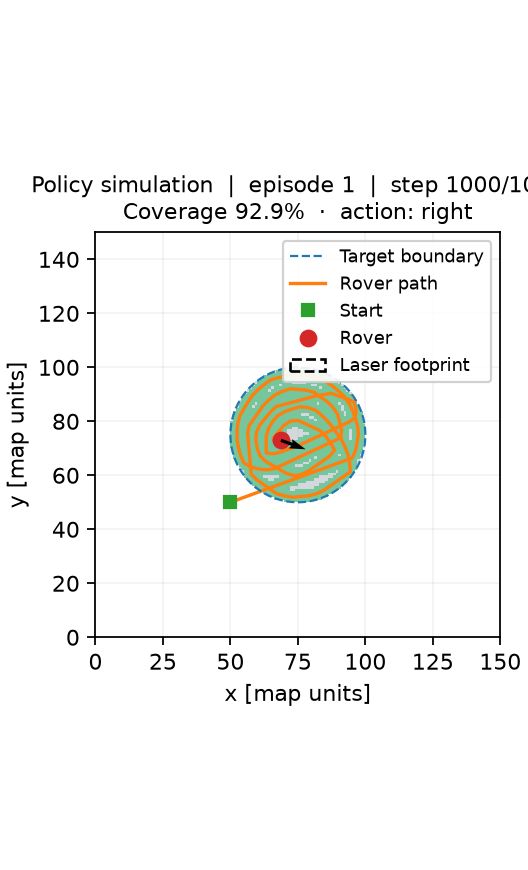 Policy simulation | episode 1 | step 1000/10
Coverage 92.9% · action: right
Target boundary
Rover path
Start
Rover
Laser footprint
y [map units]
140
120
100
80
60
40
20
0
0 25 50 75 100 125 150
x [map units]